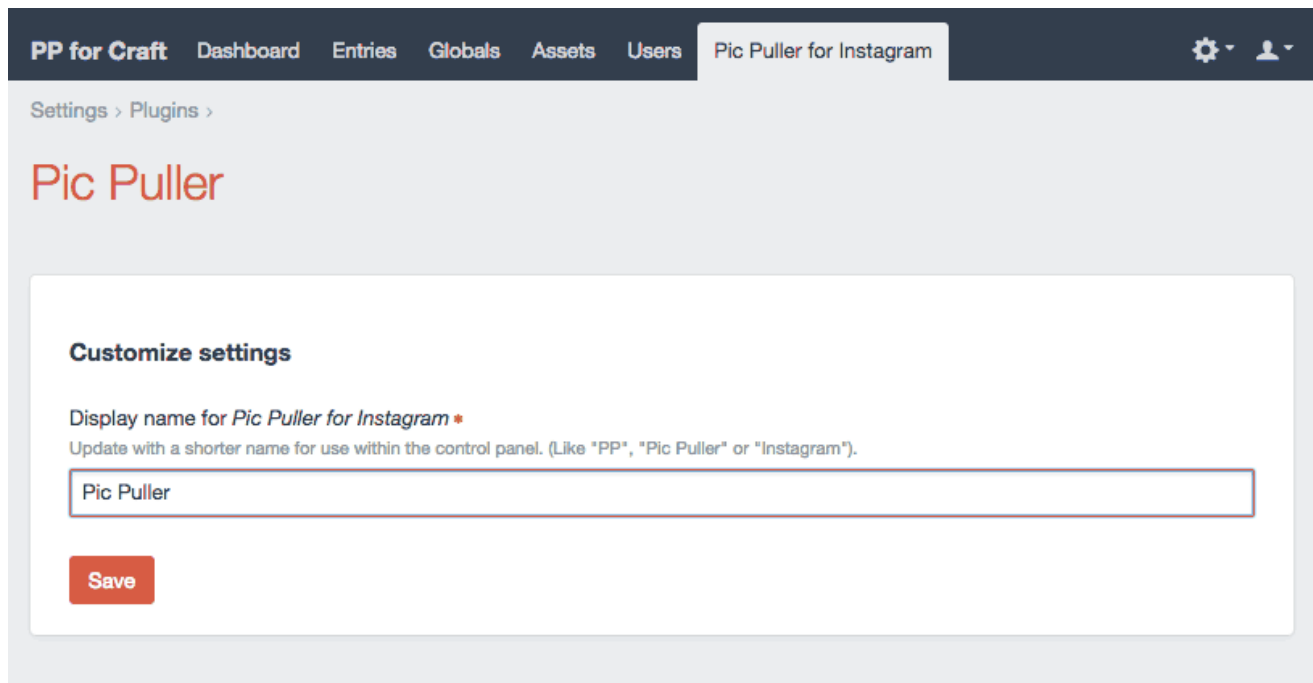 PP for Craft Dashboard Entries Globals Assets Users Pic Puller for Instagram
Settings > Plugins >
Pic Puller
Customize settings
Display name for Pic Puller for Instagram *
Update with a shorter name for use within the control panel. (Like "PP", "Pic Puller" or "Instagram").
Pic Puller
Save